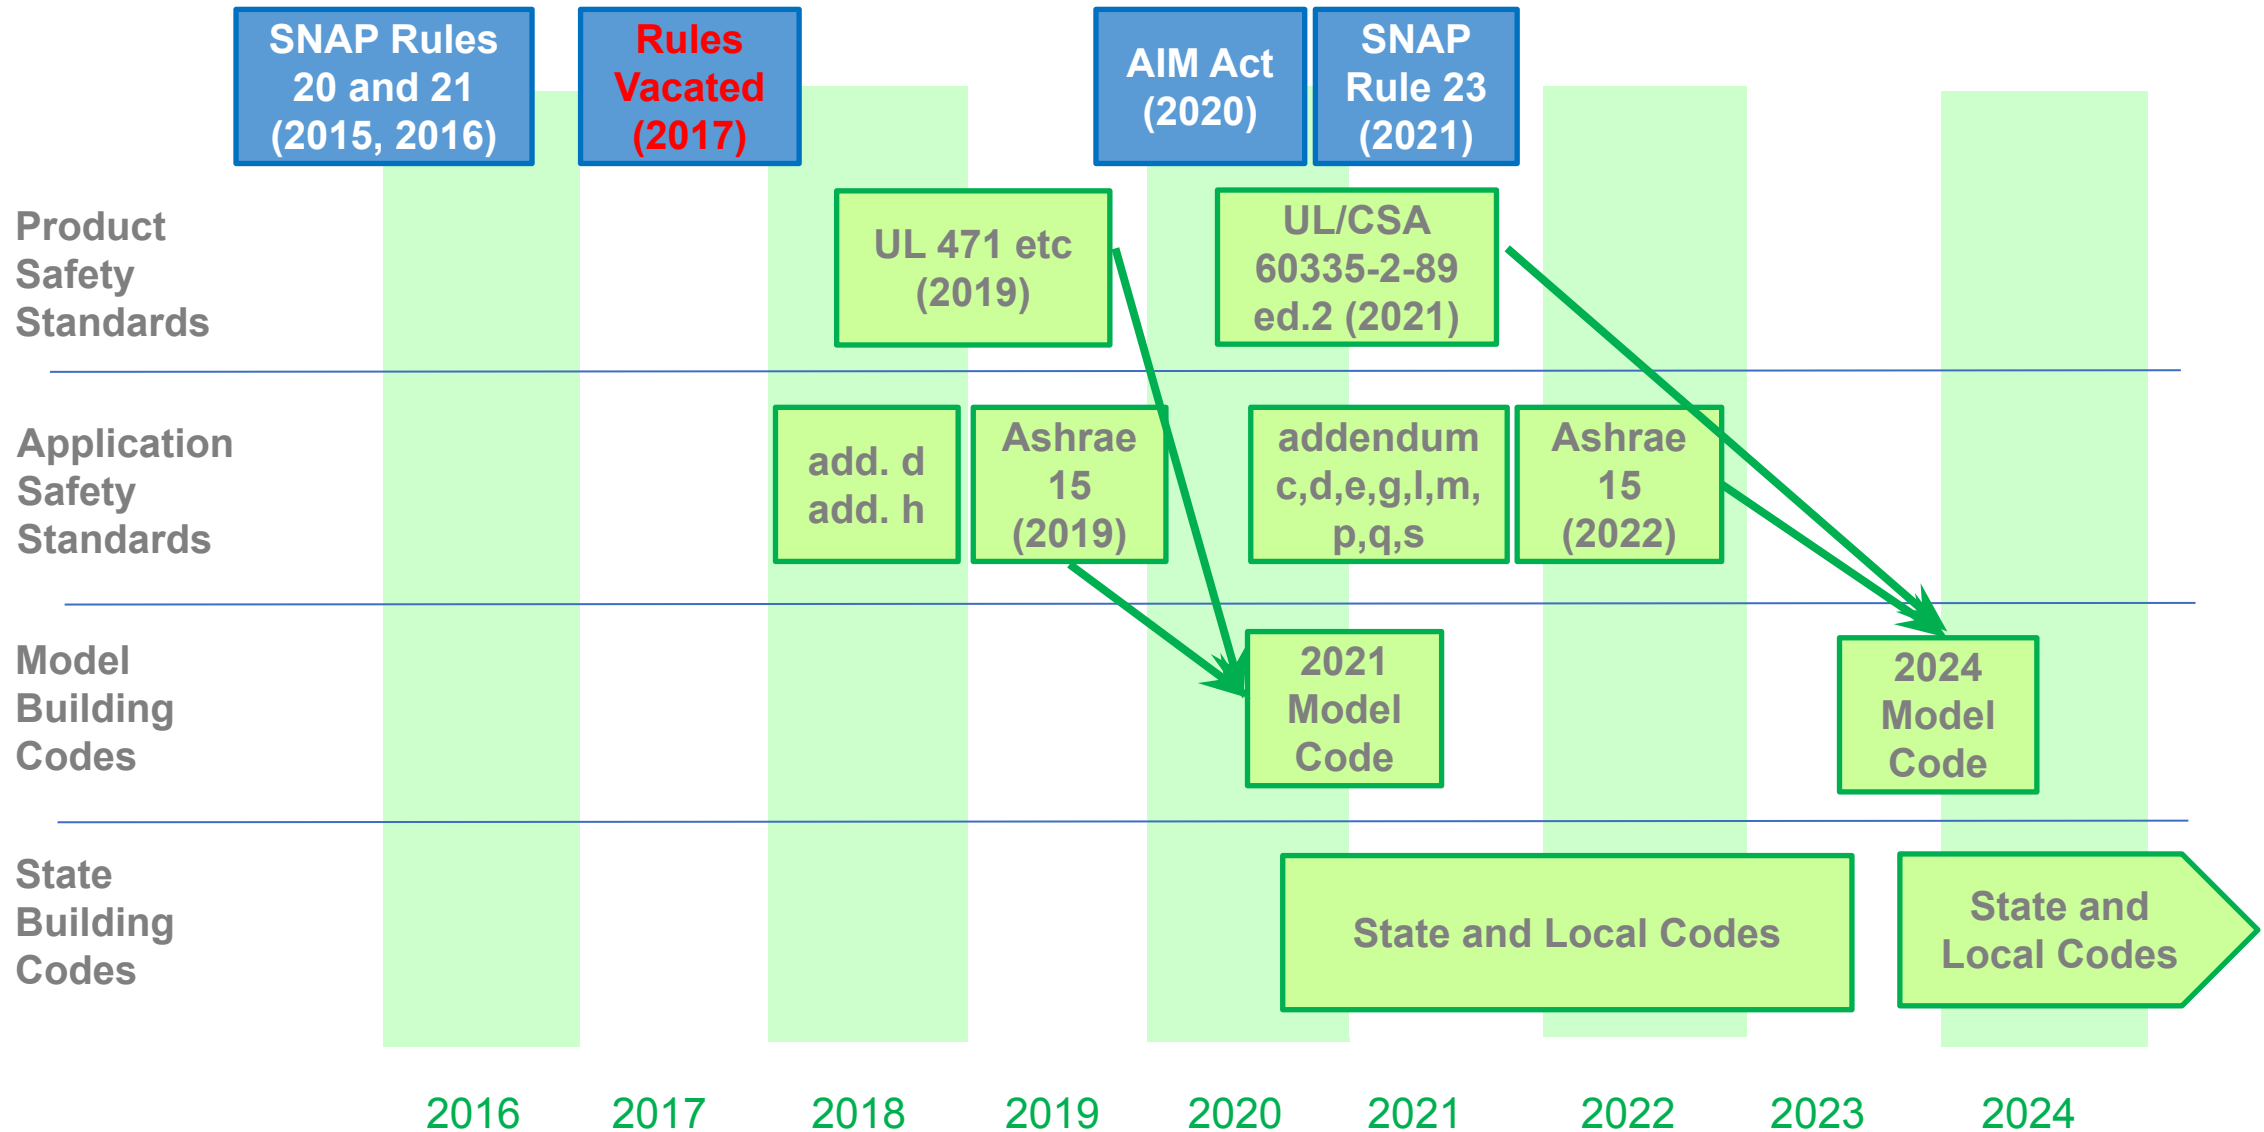 SNAP Rules
20 and 21
(2015, 2016)
Rules
Vacated
(2017)
AIM Act
(2020)
SNAP
Rule 23
(2021)
Product
Safety
Standards
UL 471 etc
(2019)
UL/CSA
60335-2-89
ed.2 (2021)
Application
Safety
Standards
add. d
add. h
Ashrae
15
(2019)
addendum
c,d,e,g,l,m,
p,q,s
Ashrae
15
(2022)
Model
Building
Codes
2021
Model
Code
2024
Model
Code
State
Building
Codes
State and Local Codes
State and
Local Codes
2016 2017 2018 2019 2020 2021 2022 2023 2024